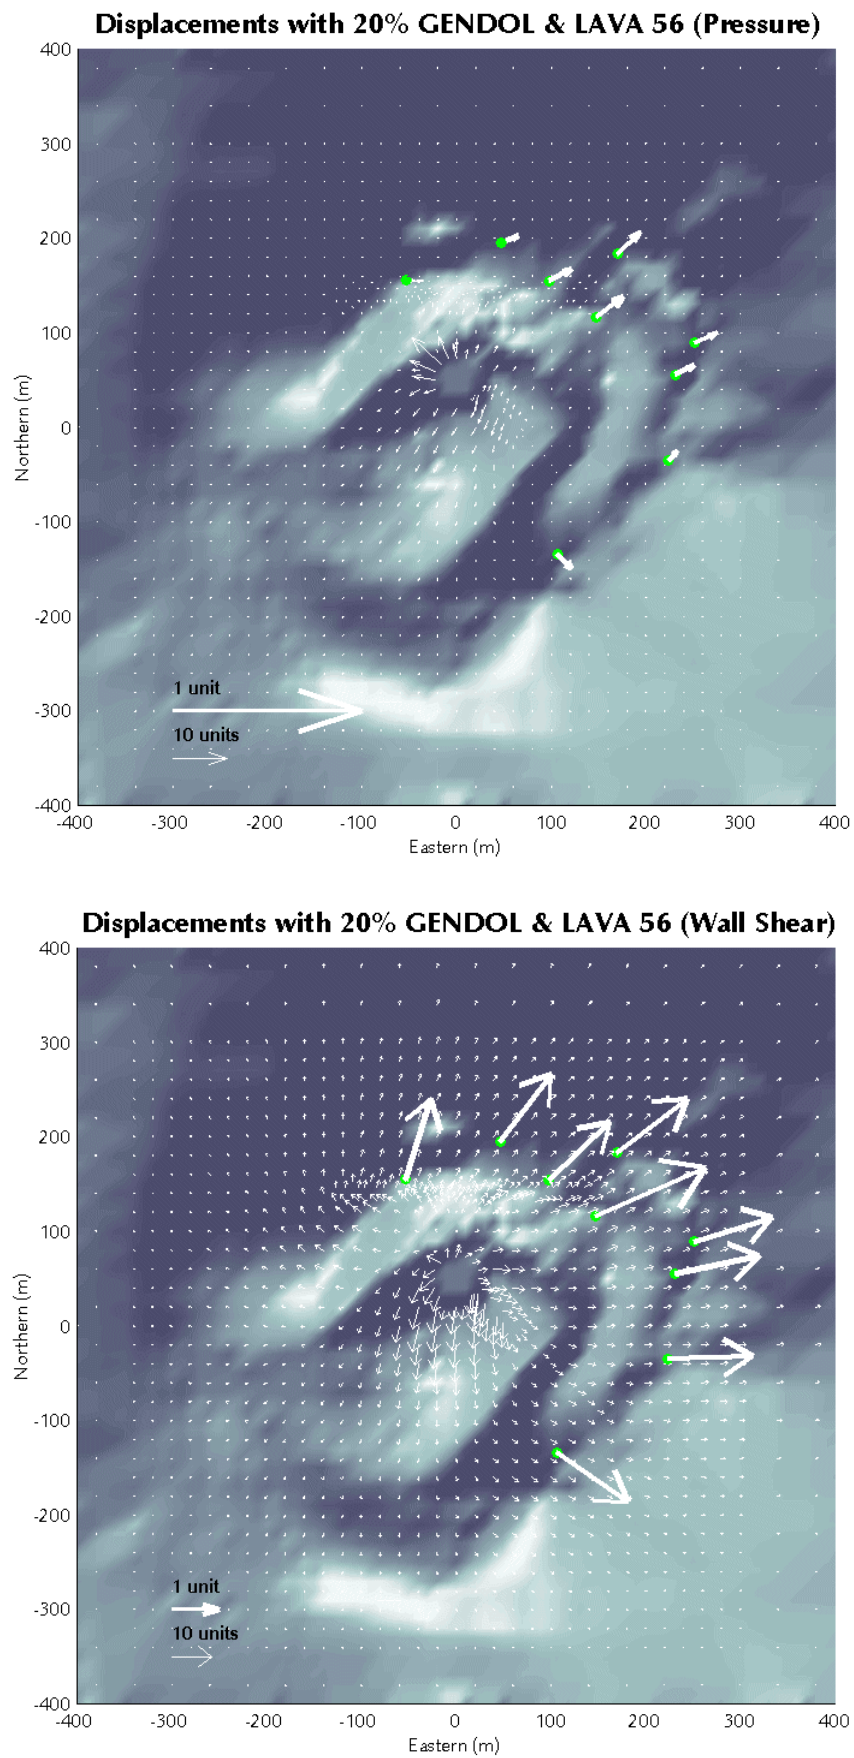 Displacements with 20% GENDOL & LAVA 56 (Pressure)
400
300
200
100
0
-100
-200
-300
-400
Northern (m)
1 unit
10 units
-400 -300 -200 -100 0 100 200 300 400
Eastern (m)
Displacements with 20% GENDOL & LAVA 56 (Wall Shear)
400
300
200
100
0
-100
-200
-300
-400
Northern (m)
1 unit
10 units
-400 -300 -200 -100 0 100 200 300 400
Eastern (m)